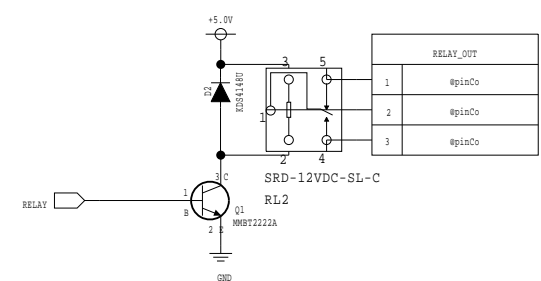 +5.0V
3
5
RELAY_OUT
D2
KDS4148U
1
@pinCo
1
2
@pinCo
3
@pinCo
2
4
SRD-12VDC-SL-C
RL2
3 C
1
B
Q1
MMBT2222A
2 E
RELAY
GND